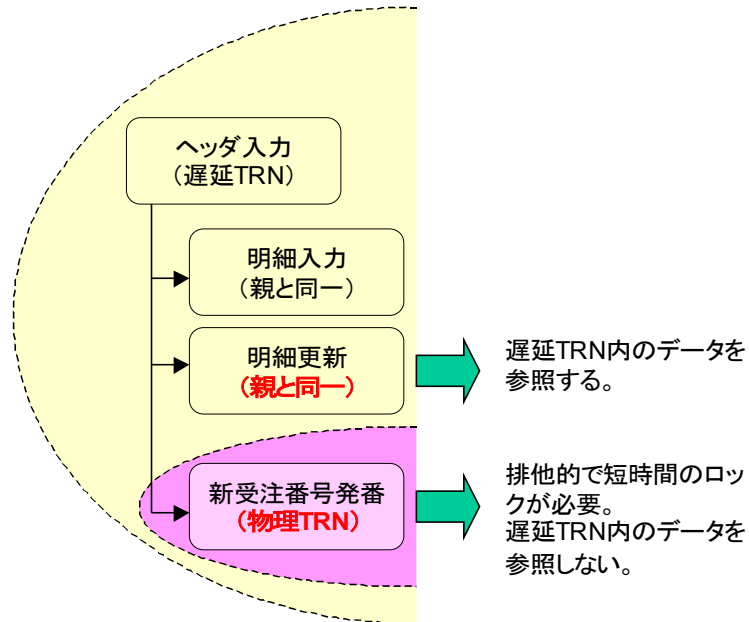 ヘッダ入力
（遅延TRN）
明細入力
（親と同一）
明細更新
（親と同一）
遅延TRN内のデータを
参照する。
新受注番号発番
（物理TRN）
排他的で短時間のロッ
クが必要。
遅延TRN内のデータを
参照しない。